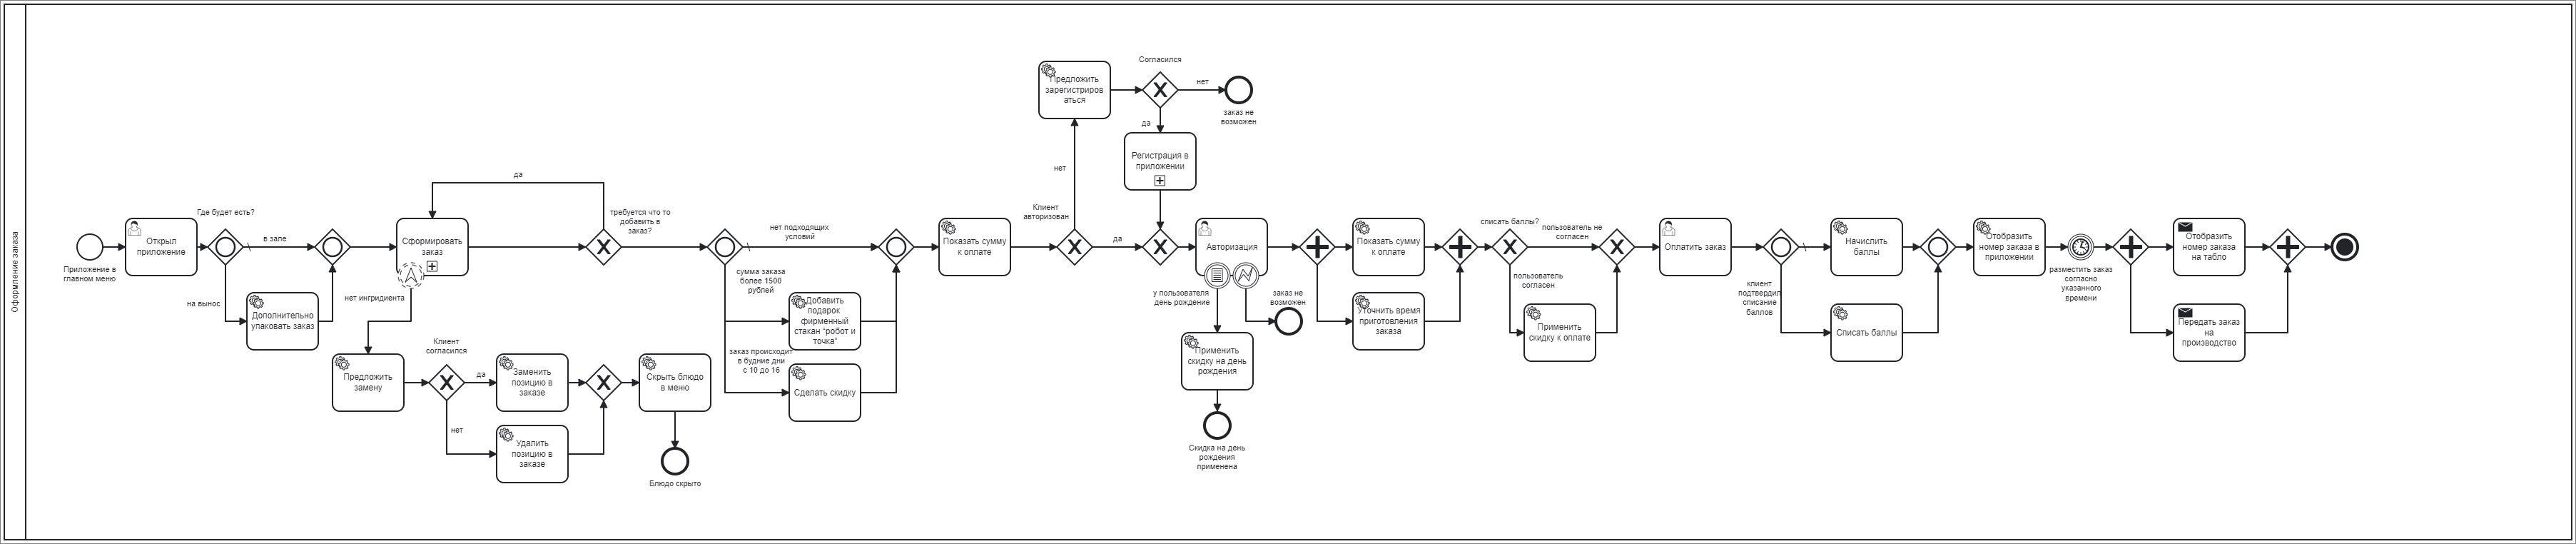 Оформление заказа
Приложение в
главном меню
Открыл
приложение
Где будет есть?
в зале
на вынос
Дополнительно
упаковать заказ
да
Сформировать
заказ
нет ингридиента
Предложить
замену
Клиент
согласился
да
нет
Заменить
позицию в
заказе
Удалить
позицию в
заказе
Скрыть блюдо
в меню
Блюдо скрыто
требуется что то
добавить в
заказ?
нет подходящих
условий
сумма заказа
более 1500
рублей
Добавить
подарок
фирменный
стакан "робот и
точка"
заказ происходит
в будние дни
с 10 до 16
Сделать скидку
Показать сумму
к оплате
Клиент
авторизован
нет
да
Предложить
зарегистриров
аться
Согласился
нет
заказ не
возможен
да
Регистрация в
приложении
Авторизация
у пользователя
день рождение
заказ не
возможен
Применить
скидку на день
рождения
Скидка на день
рождения
применена
Показать сумму
к оплате
Уточнить время
приготовления
заказа
списать баллы?
пользователь не
согласен
пользователь
согласен
Применить
скидку к оплате
Оплатить заказ
клиент
подтвердил
списание
баллов
Начислить
баллы
Списать баллы
Отобразить
номер заказа в
приложении
разместить заказ
согласно
указанного
времени
Отобразить
номер заказа
на табло
Передать заказ
на
производство